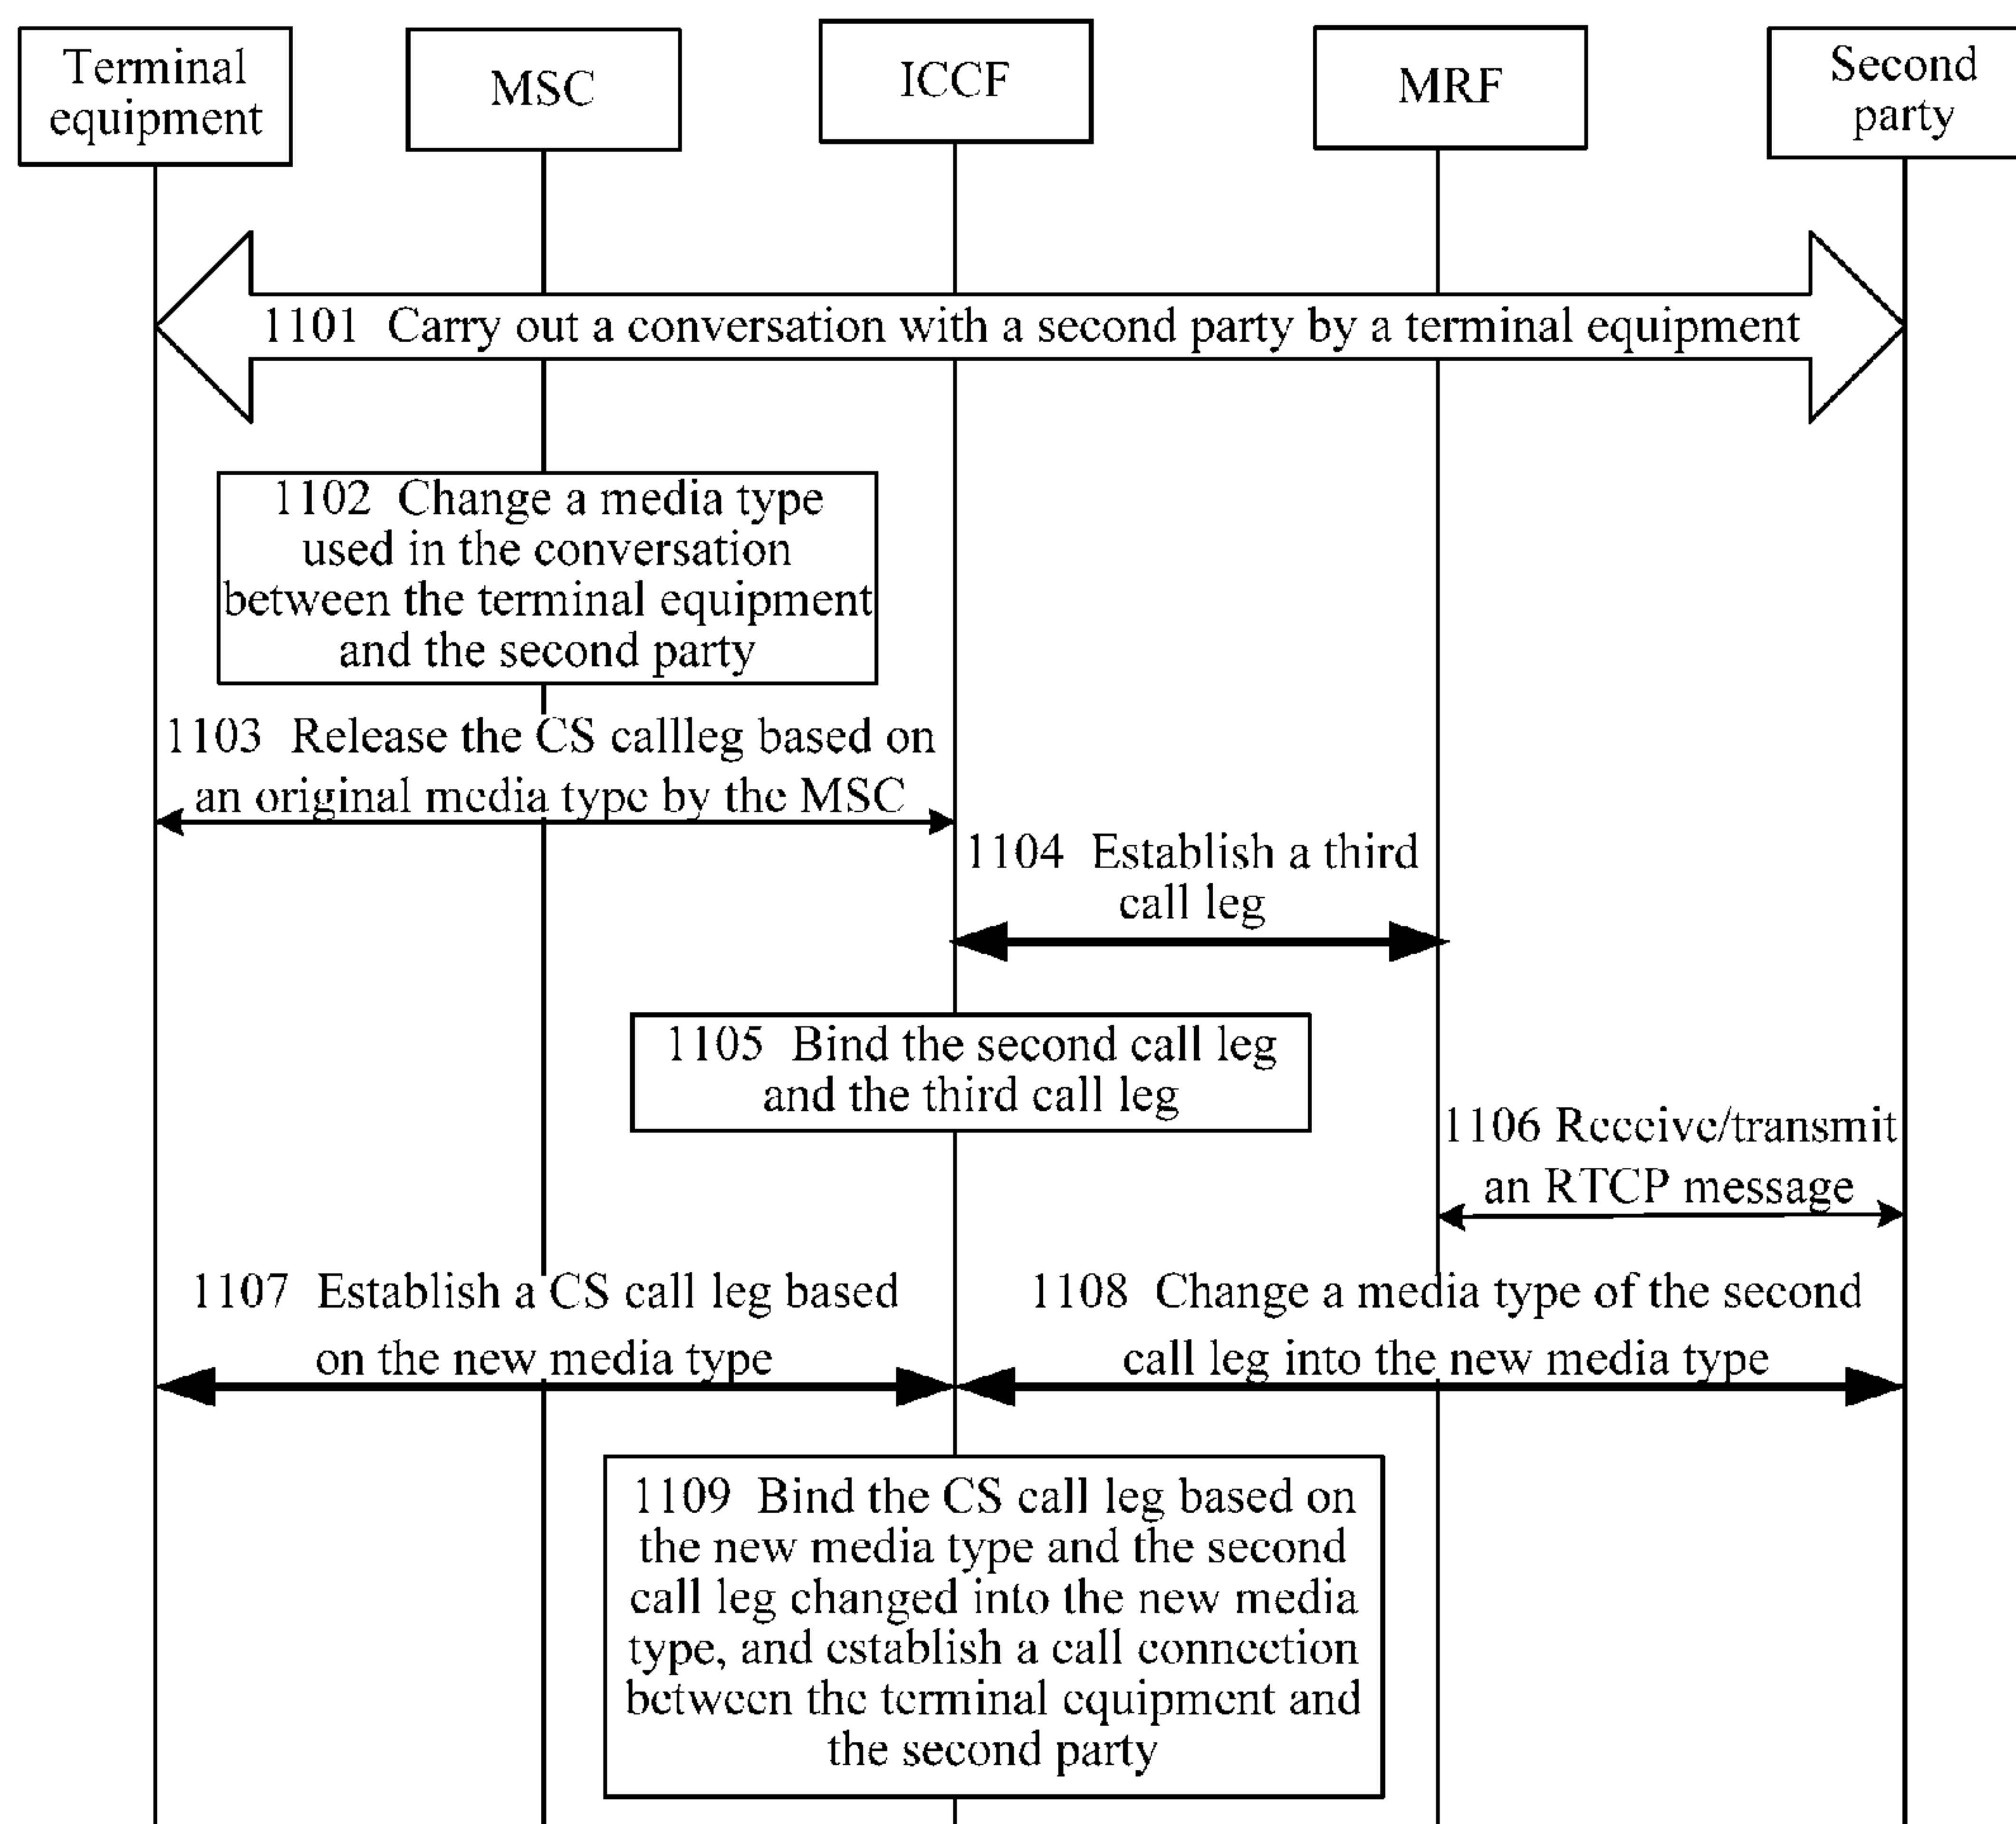 Terminal
equipment
MSC
ICCF
MRF
Second
party
1101 Carry out a conversation with a second party by a terminal equipment
1102 Change a media type
used in the conversation
between the terminal equipment
and the second party
1103 Release the CS callleg based on
an original media type by the MSC
1104 Establish a third
call leg
1105 Bind the second call leg
and the third call leg
1106 Receive/transmit
an RTCP message
1107 Establish a CS call leg based
on the new media type
1108 Change a media type of the second
call leg into the new media type
1109 Bind the CS call leg based on
the new media type and the second
call leg changed into the new media
type, and establish a call connection
between the terminal equipment and
the second party